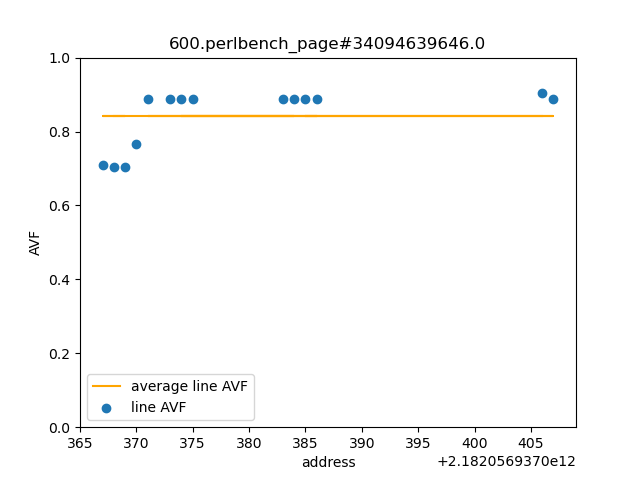 600.perlbench_page#34094639646.0
AVF
1.0
0.8
0.6
0.4
0.2
0.0
average line AVF
line AVF
365 370 375 380 385 390 395 400 405
address
+2.1820569370e12